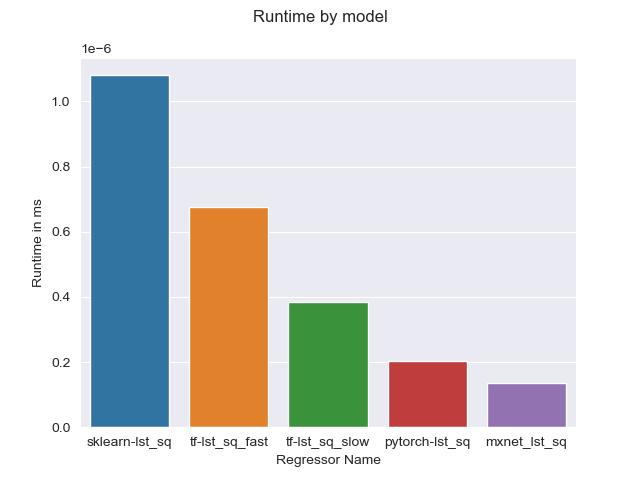 Runtime by model
1e−6
1.0
0.8
0.6
0.4
0.2
0.0
Runtime in ms
sklearn-lst_sq tf-lst_sq_fast tf-lst_sq_slow pytorch-lst_sq mxnet_lst_sq
Regressor Name